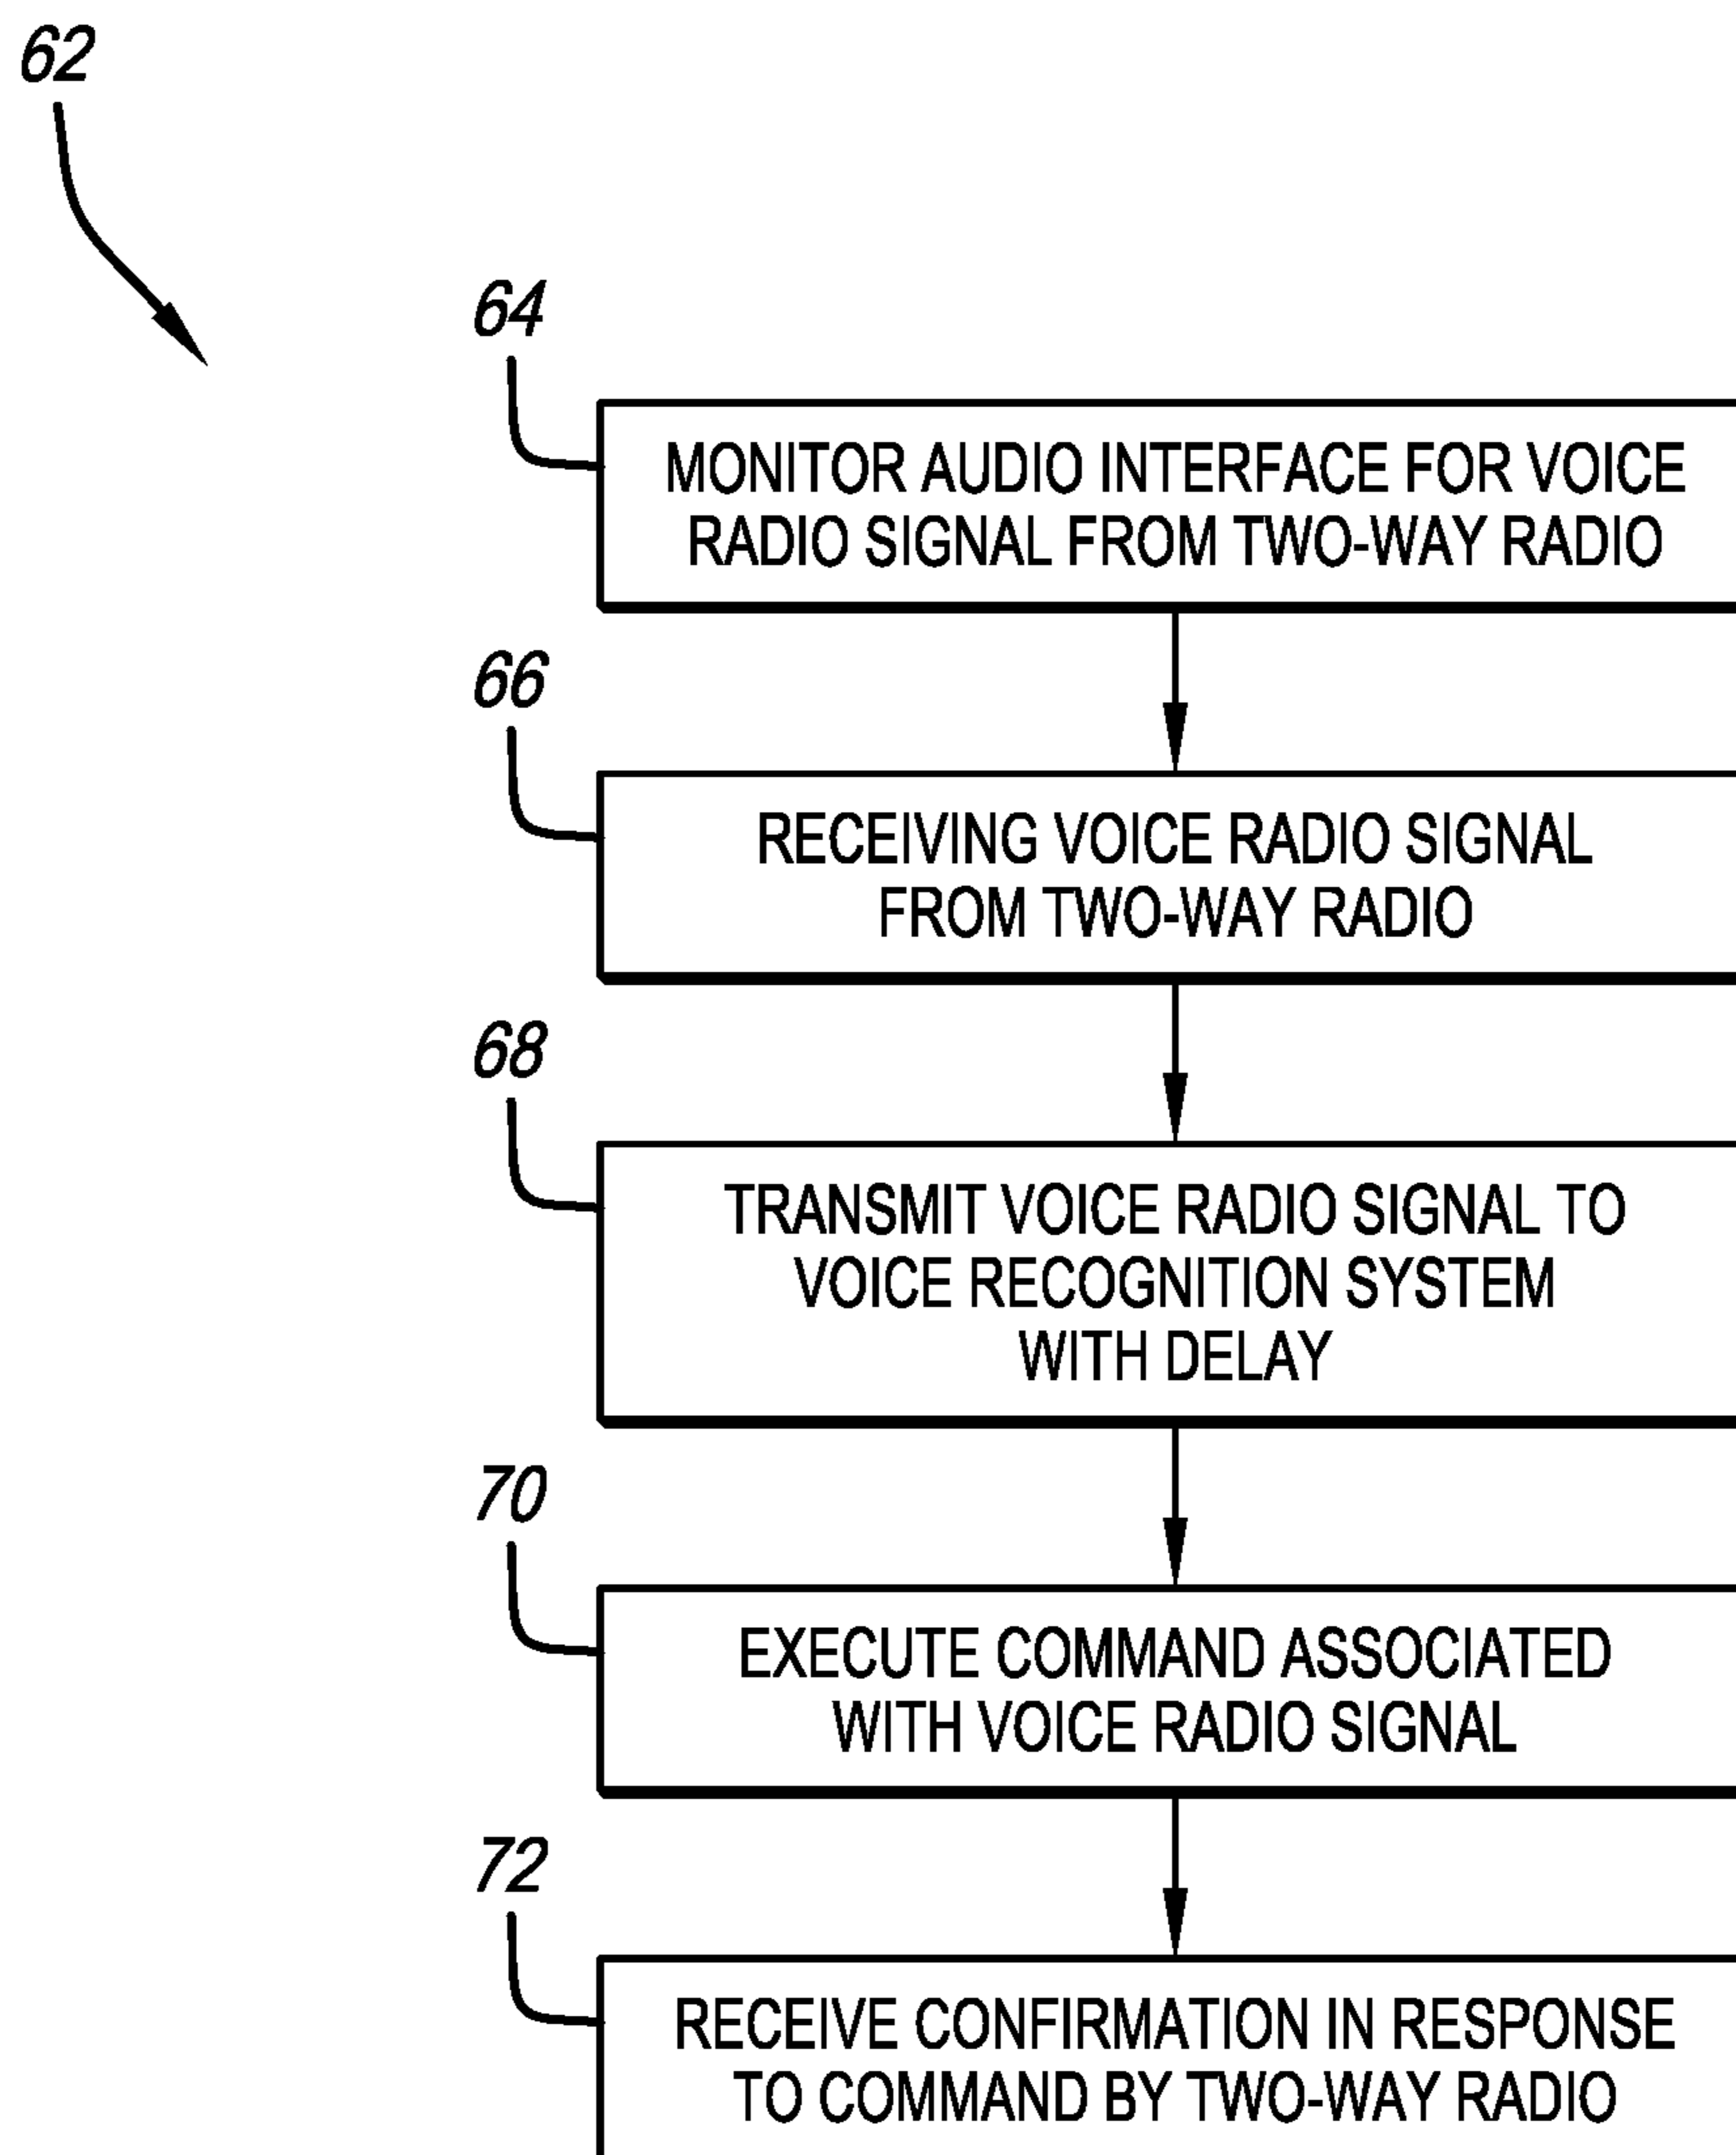 62
64
MONITOR AUDIO INTERFACE FOR VOICE
RADIO SIGNAL FROM TWO-WAY RADIO
66
RECEIVING VOICE RADIO SIGNAL
FROM TWO-WAY RADIO
68
TRANSMIT VOICE RADIO SIGNAL TO
VOICE RECOGNITION SYSTEM
WITH DELAY
70
EXECUTE COMMAND ASSOCIATED
WITH VOICE RADIO SIGNAL
72
RECEIVE CONFIRMATION IN RESPONSE
TO COMMAND BY TWO-WAY RADIO